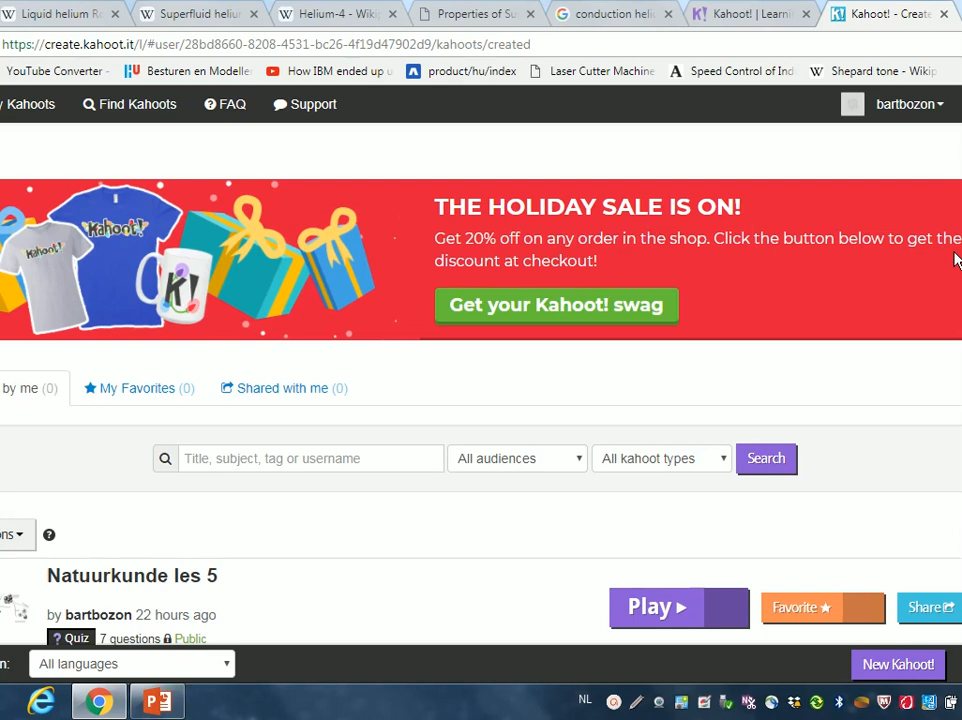 Liquid helium R
Superfluid heliun
Helium-4 - Wiki
Properties of Su
conduction heli
Kahoot! | Learni
Kahoot! - Create
https://create.kahoot.it/l/#user/28bd8660-8208-4531-bc26-4f19d47902d9/kahoots/created
YouTube Converter -
Besturen en Modelle
How IBM ended up u
product/hu/index
Laser Cutter Machine
Speed Control of Ind
Shepard tone - Wikip
y Kahoots
Find Kahoots
FAQ
Support
bartbozon
Kahoot!
Kahoot!
K!
THE HOLIDAY SALE IS ON!
Get 20% off on any order in the shop. Click the button below to get the
discount at checkout!
Get your Kahoot! swag
by me (0)
My Favorites (0)
Shared with me (0)
Title, subject, tag or username
All audiences
All kahoot types
Search
ons
Natuurkunde les 5
by bartbozon 22 hours ago
? Quiz 7 questions Public
Play
Favorite
Share
n:
All languages
New Kahoot!
NL